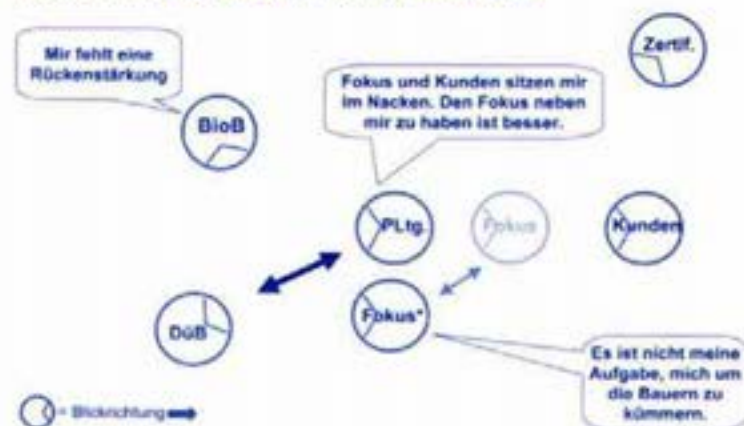 Mir fehlt eine
Rückenstärkung
BioB
Fokus und Kunden sitzen mir
im Nacken. Den Fokus neben
mir zu haben ist besser.
Zertif.
PLtg.
Fokus
Kunden
DüB
Fokus*
Es ist nicht meine
Aufgabe, mich um
die Bauern zu
kümmern.
= Blickrichtung